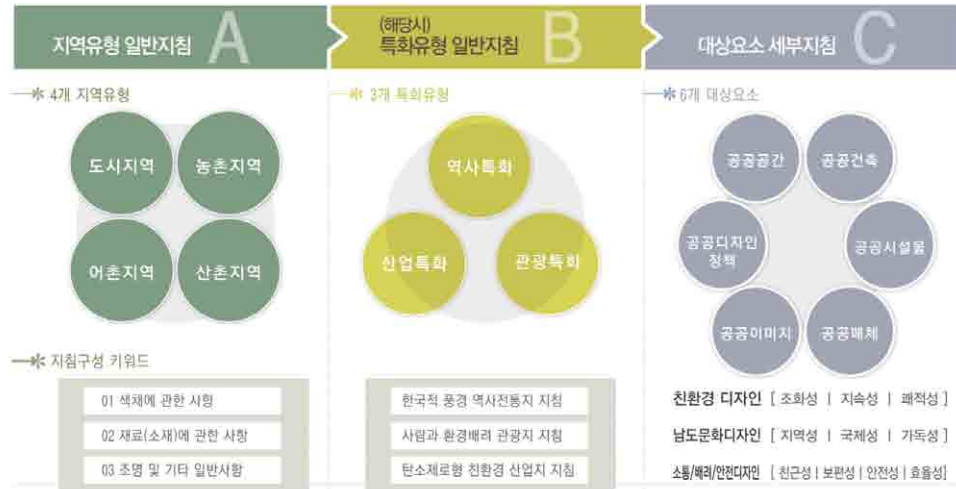 지역유형 일반지침 A
(해당시)
특화유형 일반지침 B
대상요소 세부지침 C
4개 지역유형
3개 특화유형
6개 대상요소
도시지역
농촌지역
어촌지역
산촌지역
역사특화
산업특화
관광특화
공공공간
공공건축
공공디자인
정책
공공시설물
공공이미지
공공매체
지침구성 키워드
01 색채에 관한 사항
02 재료(소재)에 관한 사항
03 조명 및 기타 일반사항
한국적 풍경 역사전통지 지침
사람과 환경배려 관광지 지침
탄소제로형 친환경 산업지 지침
친환경 디자인 [ 조화성 | 지속성 | 쾌적성 ]
남도문화디자인 [ 지역성 | 국제성 | 가독성 ]
소통/배려/안전디자인 [ 친근성 | 보편성 | 안전성 | 효율성 ]